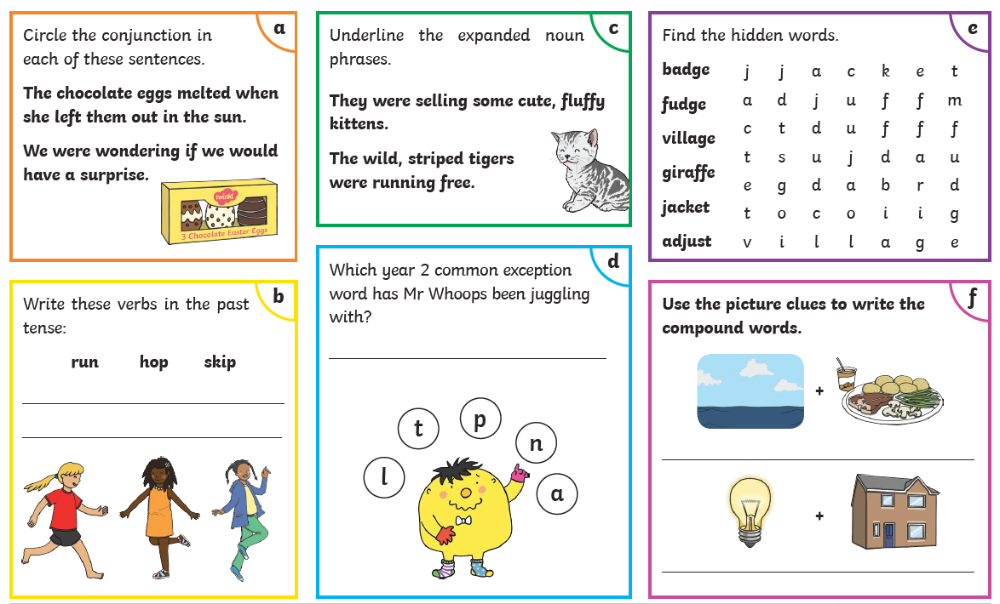 a
Circle the conjunction in
each of these sentences.
The chocolate eggs melted when
she left them out in the sun.
We were wondering if we would
have a surprise.
twinkl
3 Chocolate Easter Eggs
b
Write these verbs in the past
tense:
run hop skip
c
Underline the expanded noun
phrases.
They were selling some cute, fluffy
kittens.
The wild, striped tigers
were running free.
d
Which year 2 common exception
word has Mr Whoops been juggling
with?
l t p n a
e
Find the hidden words.
badge
fudge
village
giraffe
jacket
adjust
j j a c k e t
a d j u f f m
c t d u f f f
t s u j d a u
e g d a b r d
t o c o i i g
v i l l a g e
f
Use the picture clues to write the
compound words.
+
+